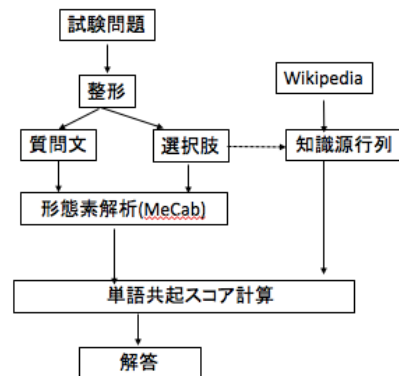 試験問題
整形
Wikipedia
質問文
選択肢
知識源行列
形態素解析(MeCab)
単語共起スコア計算
解答